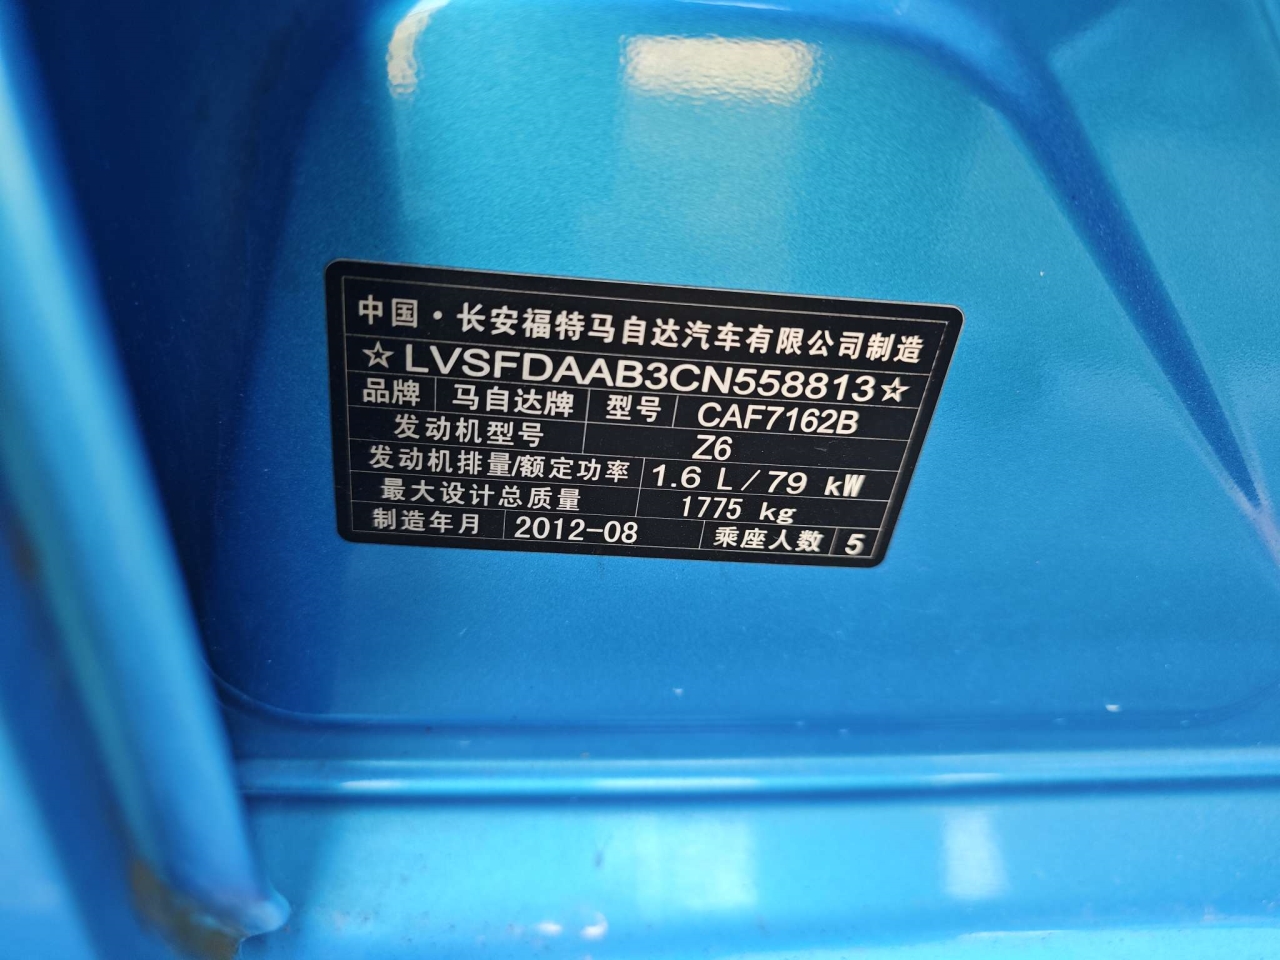 中国·长安福特马自达汽车有限公司制造
☆LVSFDAAB3CN558813☆
品牌 马自达牌 型号 CAF7162B
发动机型号 Z6
发动机排量/额定功率 1.6 L/79 kW
最大设计总质量 1775 kg
制造年月 2012-08 乘座人数 5